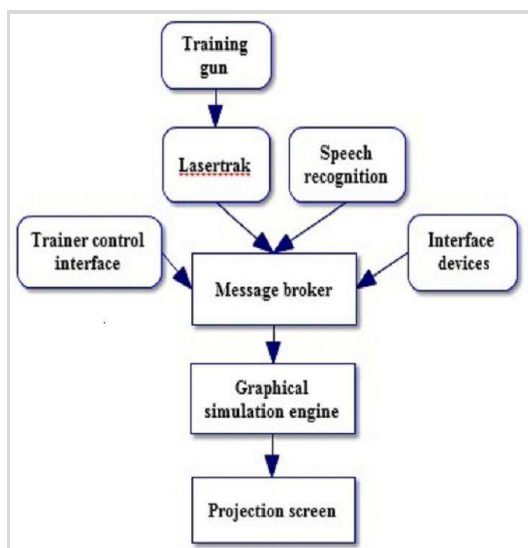 Training
gun
Lasertrak
Speech
recognition
Trainer control
interface
Interface
devices
Message broker
Graphical
simulation engine
Projection screen